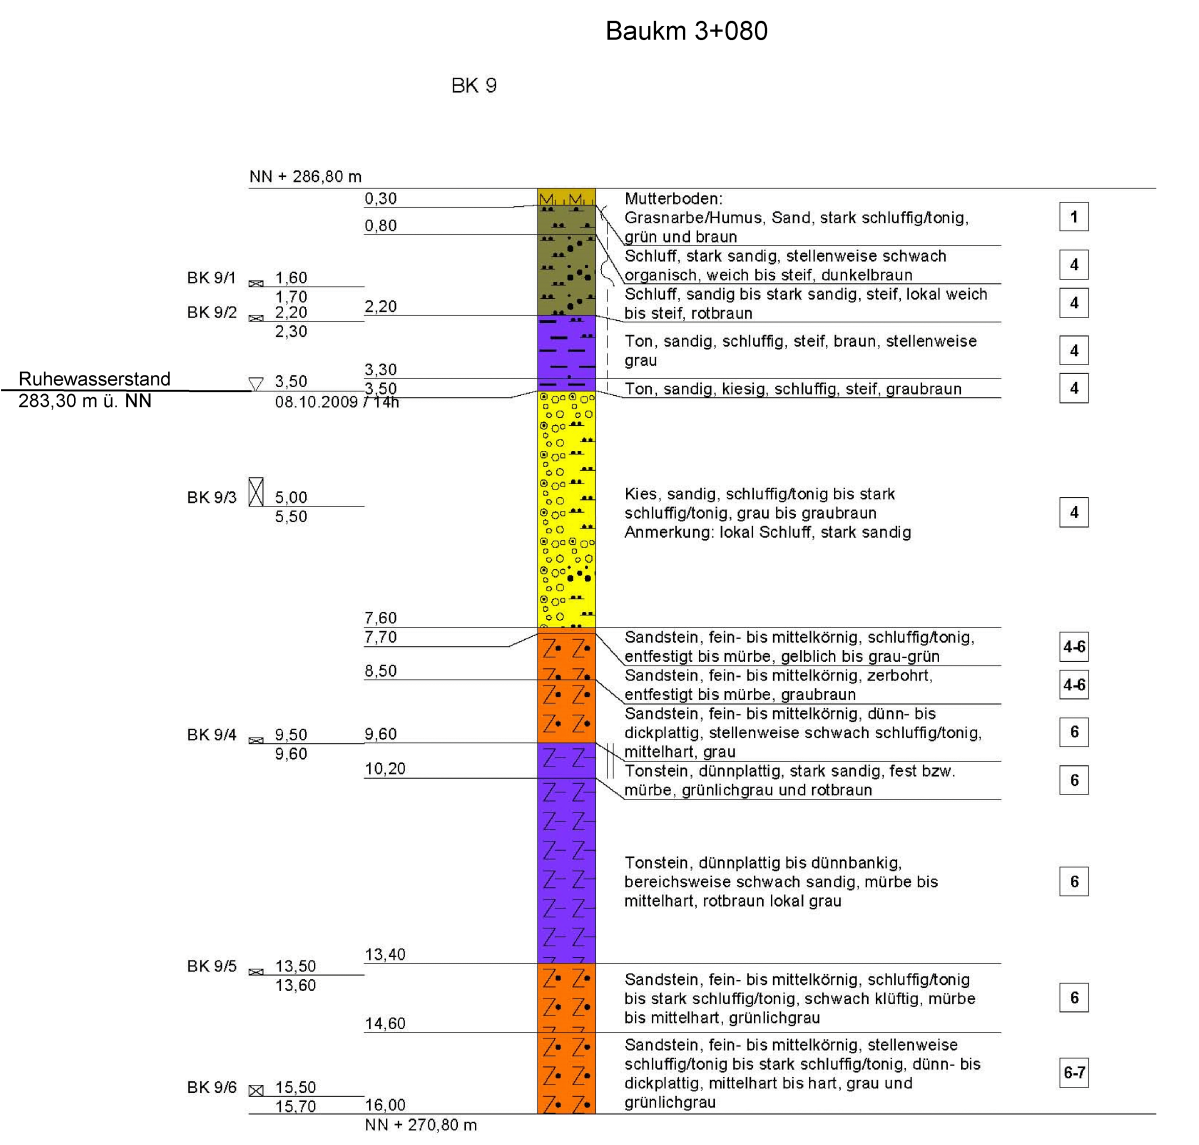 Baukm 3+080
BK 9
NN + 286,80 m
0,30
Mutterboden:
Grasnarbe/Humus, Sand, stark schluffig/tonig,
grün und braun
1
0,80
Schluff, stark sandig, stellenweise schwach
organisch, weich bis steif, dunkelbraun
4
BK 9/1
1,60
1,70
Schluff, sandig bis stark sandig, steif, lokal weich
bis steif, rotbraun
4
BK 9/2
2,20
2,30
2,20
Ton, sandig, schluffig, steif, braun, stellenweise
grau
4
3,30
Ruhewasserstand
283,30 m ü. NN
3,50
08.10.2009 / 14h
3,50
Ton, sandig, kiesig, schluffig, steif, graubraun
4
BK 9/3
5,00
5,50
Kies, sandig, schluffig/tonig bis stark
schluffig/tonig, grau bis graubraun
Anmerkung: lokal Schluff, stark sandig
4
7,60
7,70
Sandstein, fein- bis mittelkörnig, schluffig/tonig,
entfestigt bis mürbe, gelblich bis grau-grün
4-6
8,50
Sandstein, fein- bis mittelkörnig, zerbohrt,
entfestigt bis mürbe, graubraun
4-6
BK 9/4
9,50
9,60
9,60
Sandstein, fein- bis mittelkörnig, dünn- bis
dickplattig, stellenweise schwach schluffig/tonig,
mittelhart, grau
6
10,20
Tonstein, dünnplattig, stark sandig, fest bzw.
mürbe, grünlichgrau und rotbraun
6
Tonstein, dünnplattig bis dünnbankig,
bereichsweise schwach sandig, mürbe bis
mittelhart, rotbraun lokal grau
6
13,40
BK 9/5
13,50
13,60
Sandstein, fein- bis mittelkörnig, schluffig/tonig
bis stark schluffig/tonig, schwach klüftig, mürbe
bis mittelhart, grünlichgrau
6
14,60
Sandstein, fein- bis mittelkörnig, stellenweise
schluffig/tonig bis stark schluffig/tonig, dünn- bis
dickplattig, mittelhart bis hart, grau und
grünlichgrau
6-7
BK 9/6
15,50
15,70
16,00
NN + 270,80 m